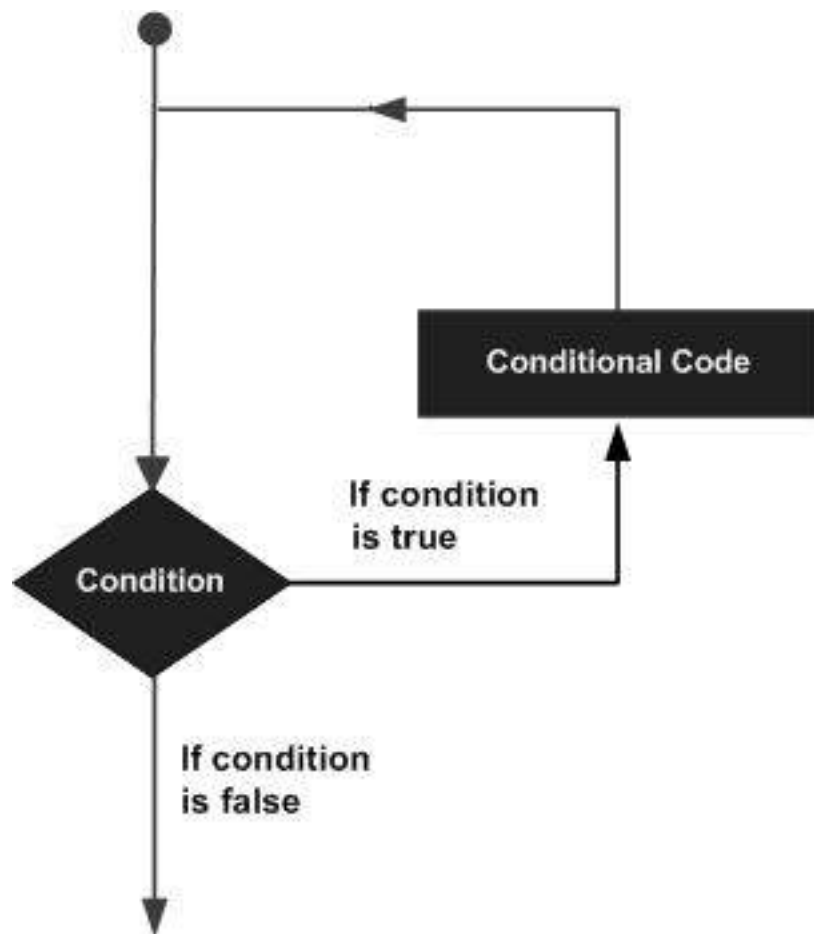 Conditional Code
If condition
is true
Condition
If condition
is false